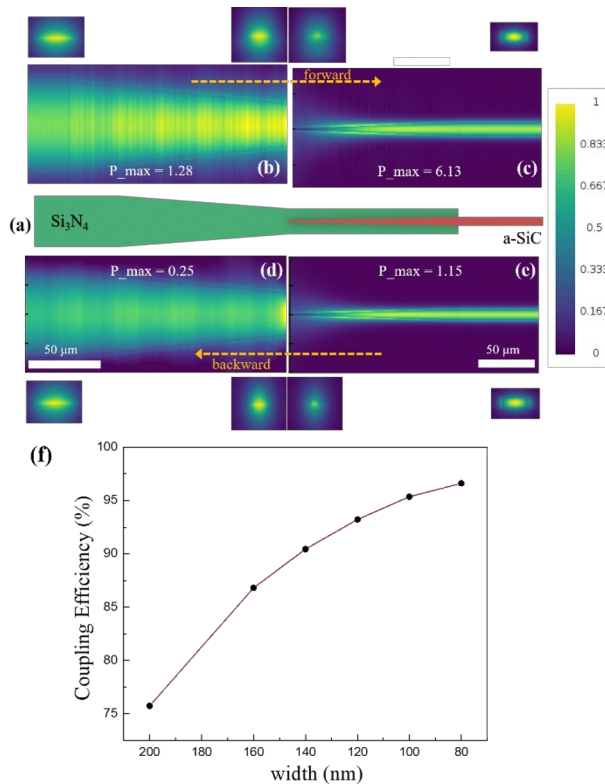 forward
P_max = 1.28
(b)
P_max = 6.13
(c)
1
0.833
0.667
0.5
0.333
0.167
0
(a)
Si₃N₄
a-SiC
P_max = 0.25
(d)
P_max = 1.15
(e)
50 μm
backward
50 μm
(f)
Coupling Efficiency (%)
100
95
90
85
80
75
200
180
160
140
120
100
80
width (nm)